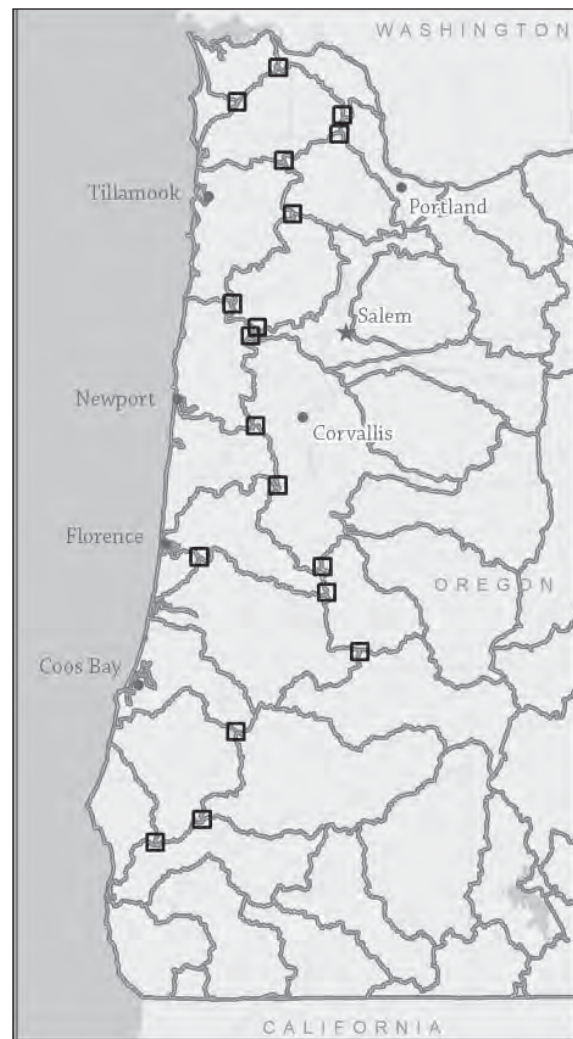 WASHINGTON
Tillamook
Portland
Salem
Newport
Corvallis
Florence
OREGON
Coos Bay
CALIFORNIA